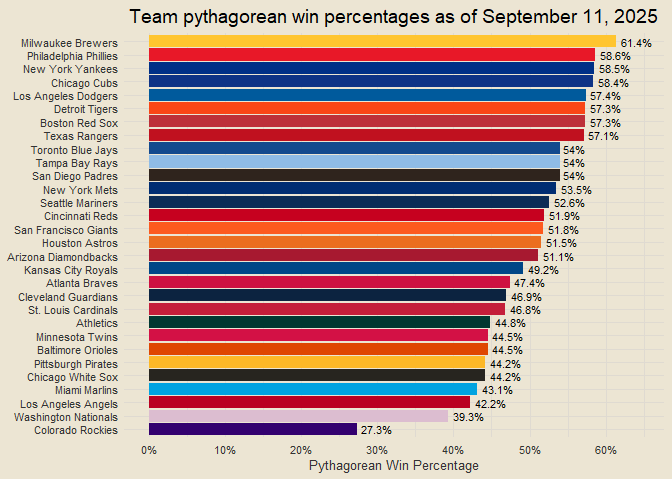 Team pythagorean win percentages as of September 11, 2025
Milwaukee Brewers 61.4%
Philadelphia Phillies 58.6%
New York Yankees 58.5%
Chicago Cubs 58.4%
Los Angeles Dodgers 57.4%
Detroit Tigers 57.3%
Boston Red Sox 57.3%
Texas Rangers 57.1%
Toronto Blue Jays 54%
Tampa Bay Rays 54%
San Diego Padres 54%
New York Mets 53.5%
Seattle Mariners 52.6%
Cincinnati Reds 51.9%
San Francisco Giants 51.8%
Houston Astros 51.5%
Arizona Diamondbacks 51.1%
Kansas City Royals 49.2%
Atlanta Braves 47.4%
Cleveland Guardians 46.9%
St. Louis Cardinals 46.8%
Athletics 44.8%
Minnesota Twins 44.5%
Baltimore Orioles 44.5%
Pittsburgh Pirates 44.2%
Chicago White Sox 44.2%
Miami Marlins 43.1%
Los Angeles Angels 42.2%
Washington Nationals 39.3%
Colorado Rockies 27.3%
0% 10% 20% 30% 40% 50% 60%
Pythagorean Win Percentage